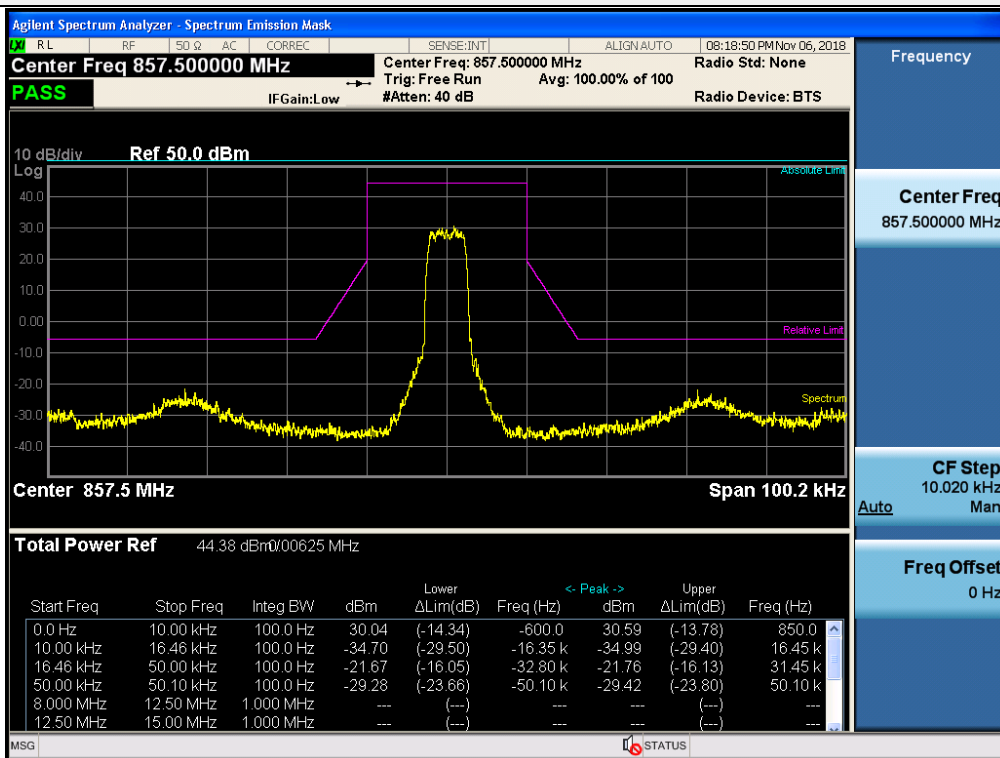 Agilent Spectrum Analyzer - Spectrum Emission Mask
LXI RL RF 50 Ω AC CORREC SENSE:INT ALIGNAUTO 08:18:50 PM Nov 06, 2018
Center Freq 857.500000 MHz Center Freq: 857.500000 MHz Radio Std: None
Trig: Free Run Avg: 100.00% of 100
PASS IFGain:Low #Atten: 40 dB Radio Device: BTS
10 dB/div Ref 50.0 dBm
Log
Absolute Limit
40.0
30.0
20.0
10.0
0.00
Relative Limit
-10.0
-20.0
Spectrum
-30.0
-40.0
Center 857.5 MHz Span 100.2 kHz
Total Power Ref 44.38 dBm/0.00625 MHz
Lower <- Peak -> Upper
Start Freq Stop Freq Integ BW dBm ΔLim(dB) Freq (Hz) dBm ΔLim(dB) Freq (Hz)
0.0 Hz 10.00 kHz 100.0 Hz 30.04 (-14.34) -600.0 30.59 (-13.78) 850.0
10.00 kHz 16.46 kHz 100.0 Hz -34.70 (-29.50) -16.35 k -34.99 (-29.40) 16.45 k
16.46 kHz 50.00 kHz 100.0 Hz -21.67 (-16.05) -32.80 k -21.76 (-16.13) 31.45 k
50.00 kHz 50.10 kHz 100.0 Hz -29.28 (-23.66) -50.10 k -29.42 (-23.80) 50.10 k
8.000 MHz 12.50 MHz 1.000 MHz --- (---) --- --- (---) ---
12.50 MHz 15.00 MHz 1.000 MHz --- (---) --- --- (---) ---
MSG STATUS
Frequency
Center Freq
857.500000 MHz
CF Step
10.020 kHz
Auto Man
Freq Offset
0 Hz